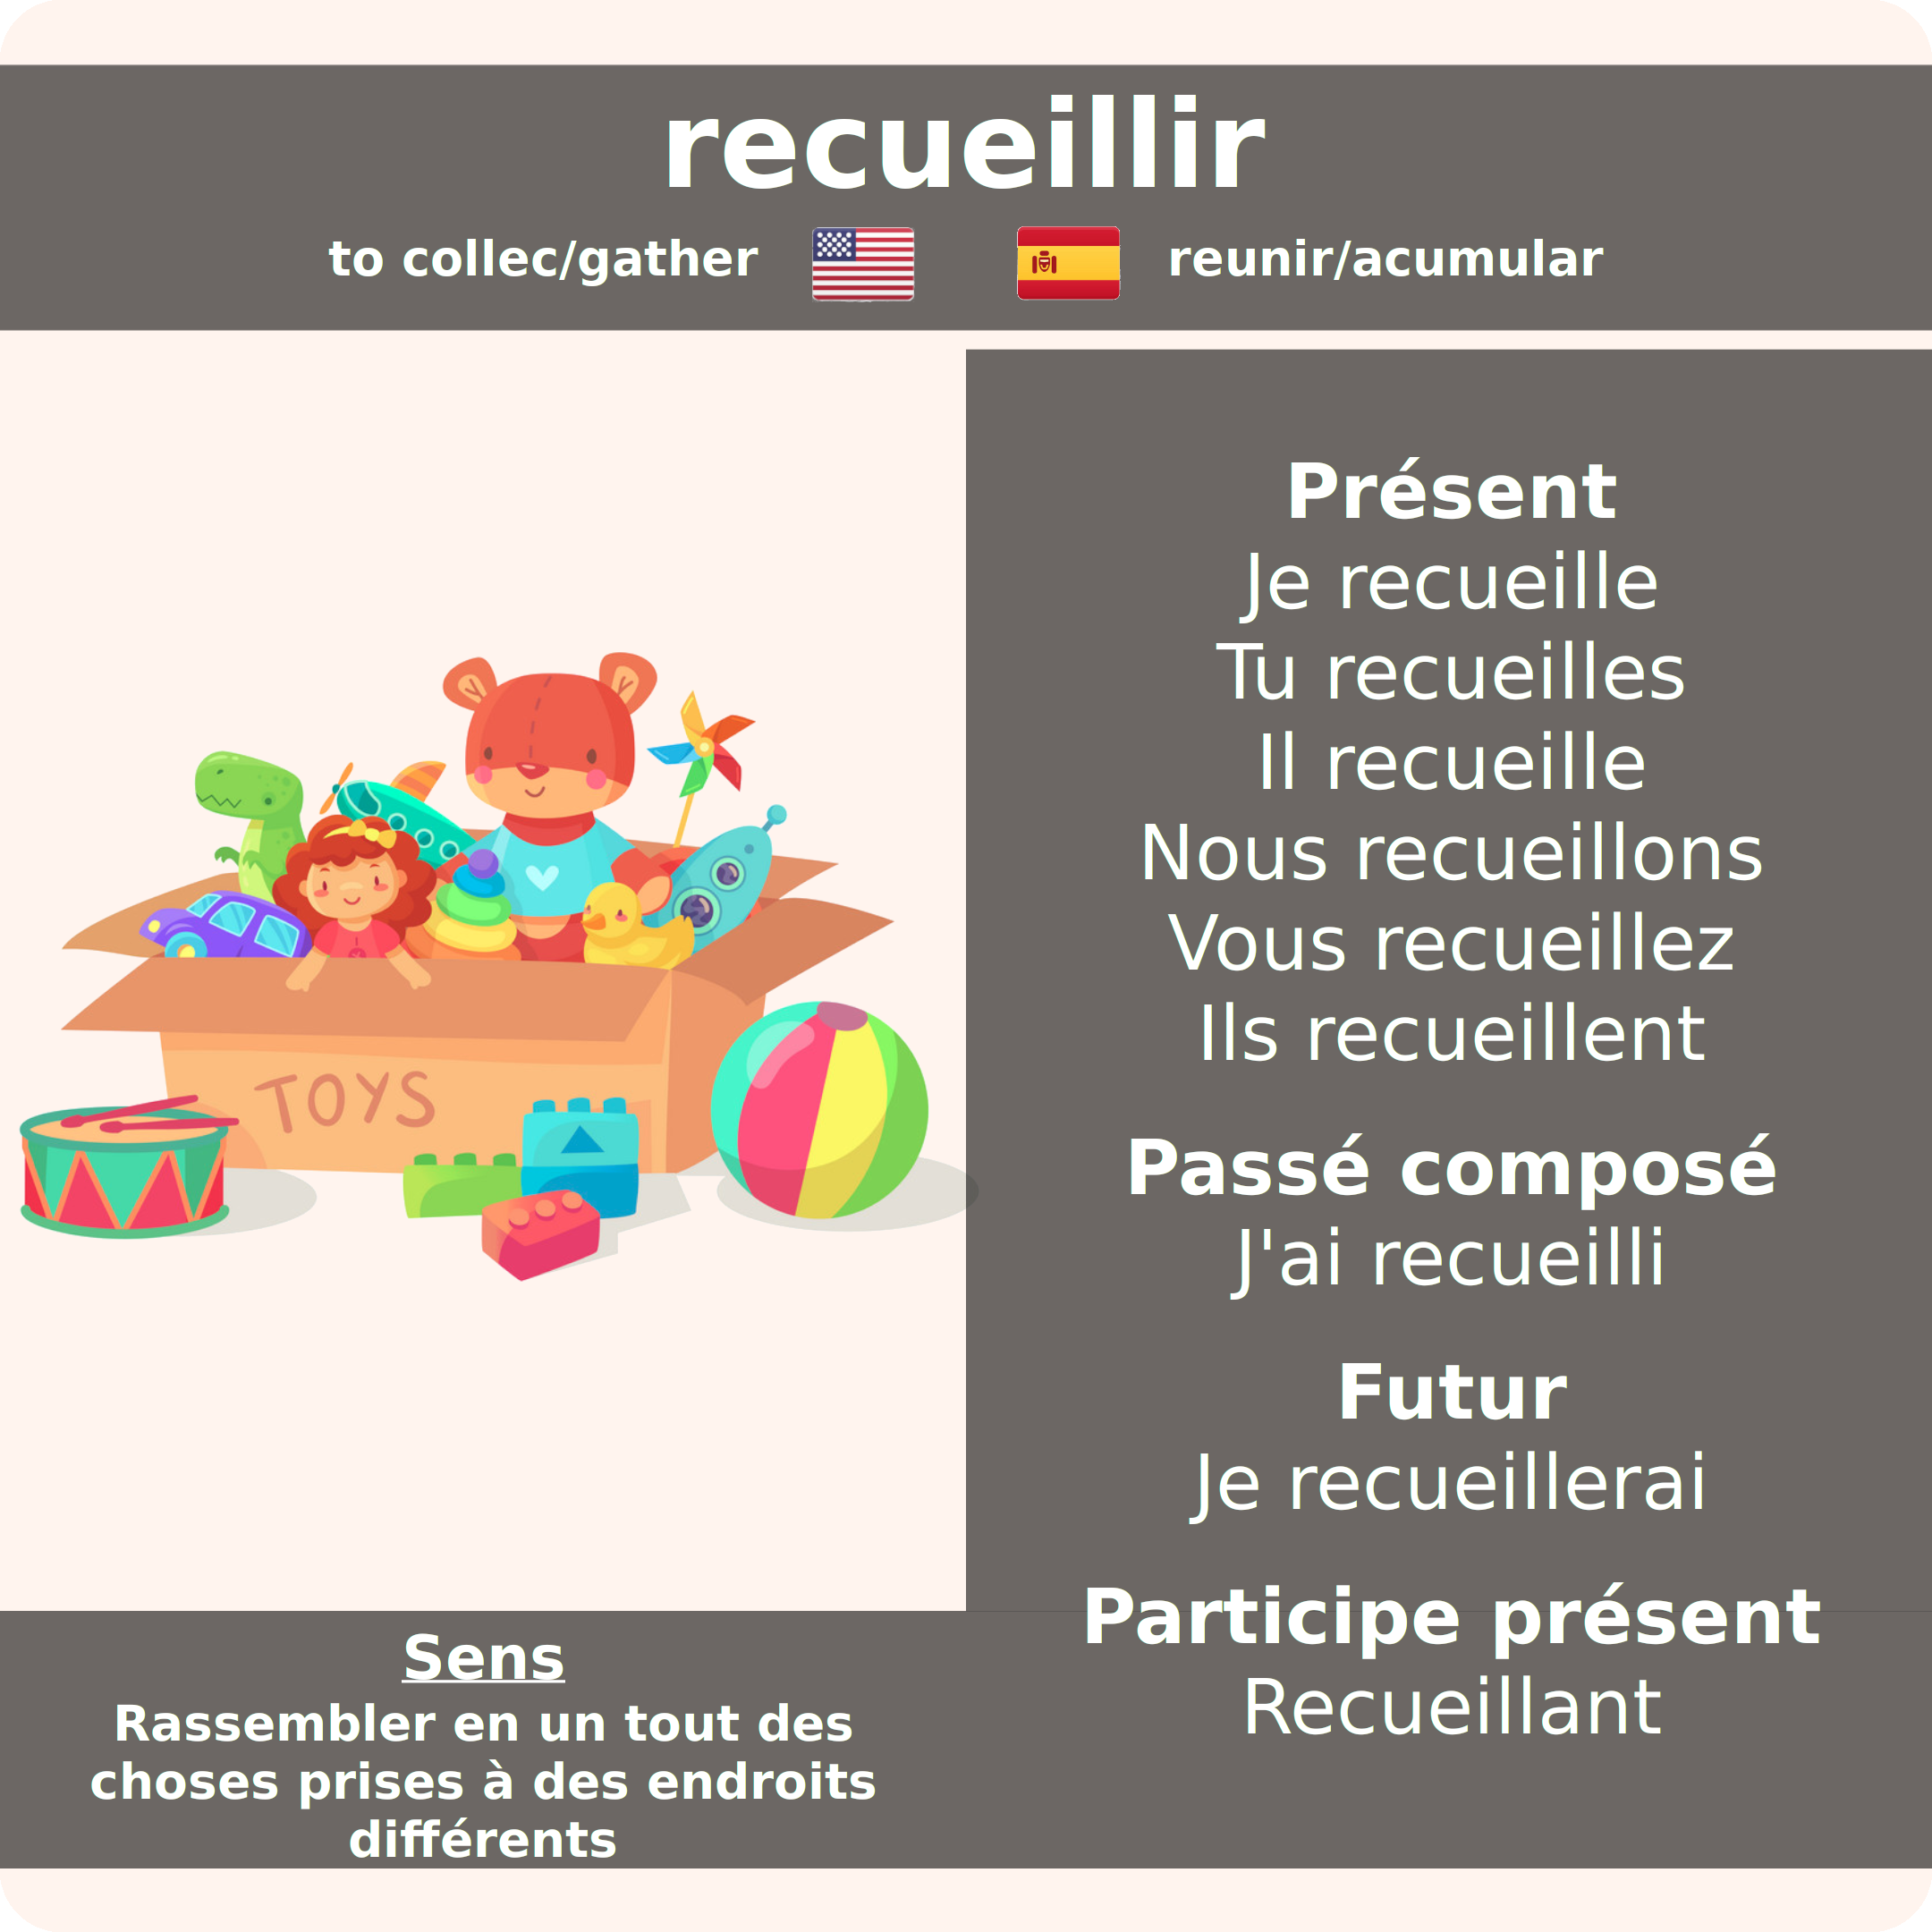 recueillir
to collec/gather
reunir/acumular
Présent
Je recueille
Tu recueilles
Il recueille
Nous recueillons
Vous recueillez
Ils recueillent
Passé composé
J'ai recueilli
Futur
Je recueillerai
Participe présent
Recueillant
TOYS
Sens
Rassembler en un tout des
choses prises à des endroits
différents